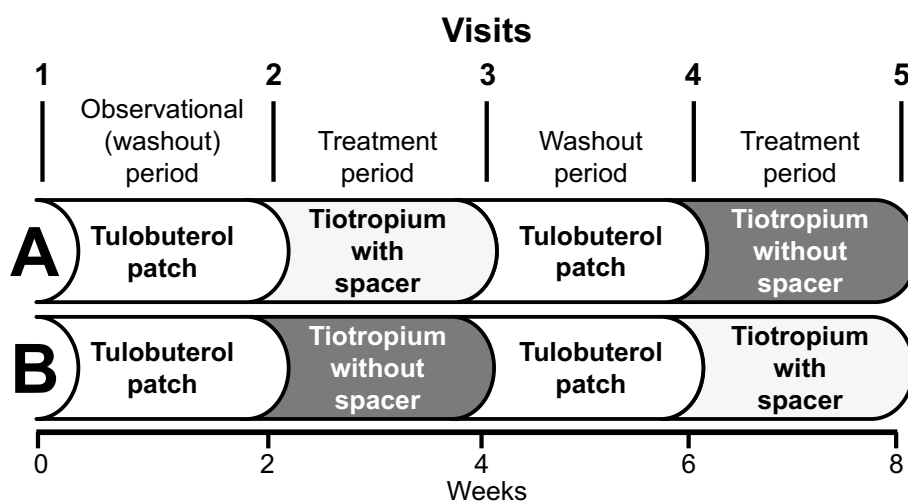 Visits
1 2 3 4 5
Observational
(washout)
period
Treatment
period
Washout
period
Treatment
period
A
Tulobuterol
patch
Tiotropium
with
spacer
Tulobuterol
patch
Tiotropium
without
spacer
B
Tulobuterol
patch
Tiotropium
without
spacer
Tulobuterol
patch
Tiotropium
with
spacer
0 2 4 6 8
Weeks